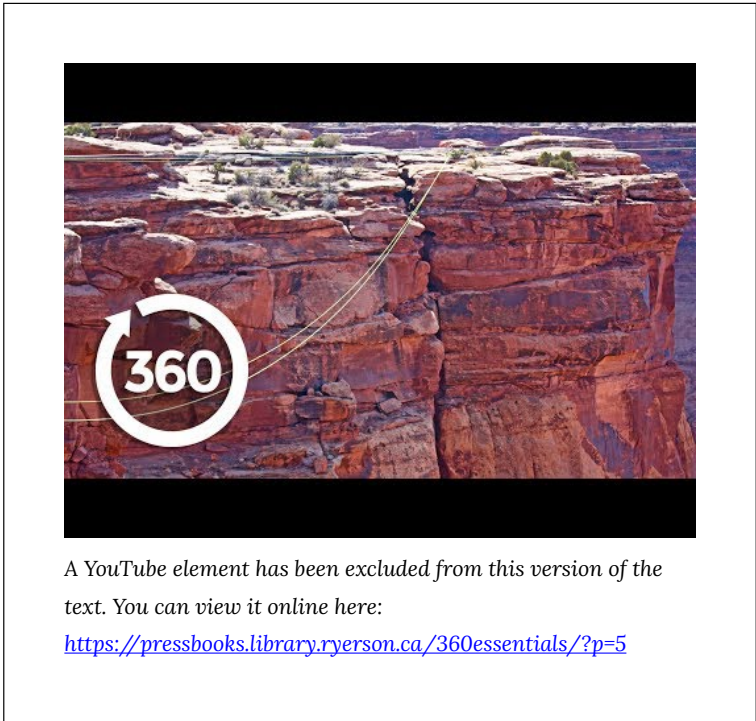 360
A YouTube element has been excluded from this version of the
text. You can view it online here:
https://pressbooks.library.ryerson.ca/360essentials/?p=5